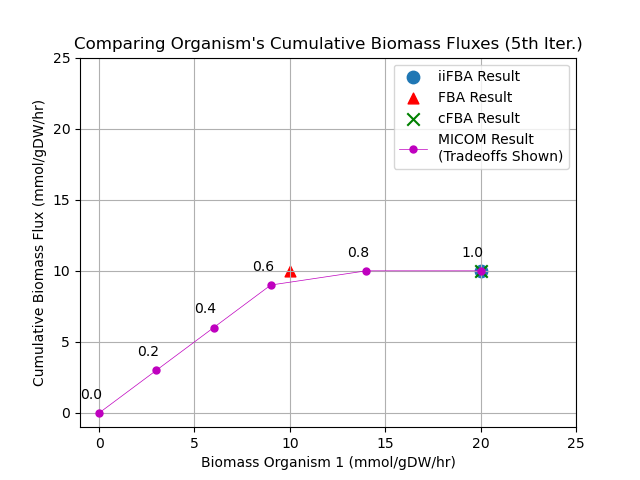 Comparing Organism's Cumulative Biomass Fluxes (5th Iter.)
25
20
15
10
5
0
Cumulative Biomass Flux (mmol/gDW/hr)
iiFBA Result
FBA Result
cFBA Result
MICOM Result
(Tradeoffs Shown)
0.0
0.2
0.4
0.6
0.8
1.0
0 5 10 15 20 25
Biomass Organism 1 (mmol/gDW/hr)